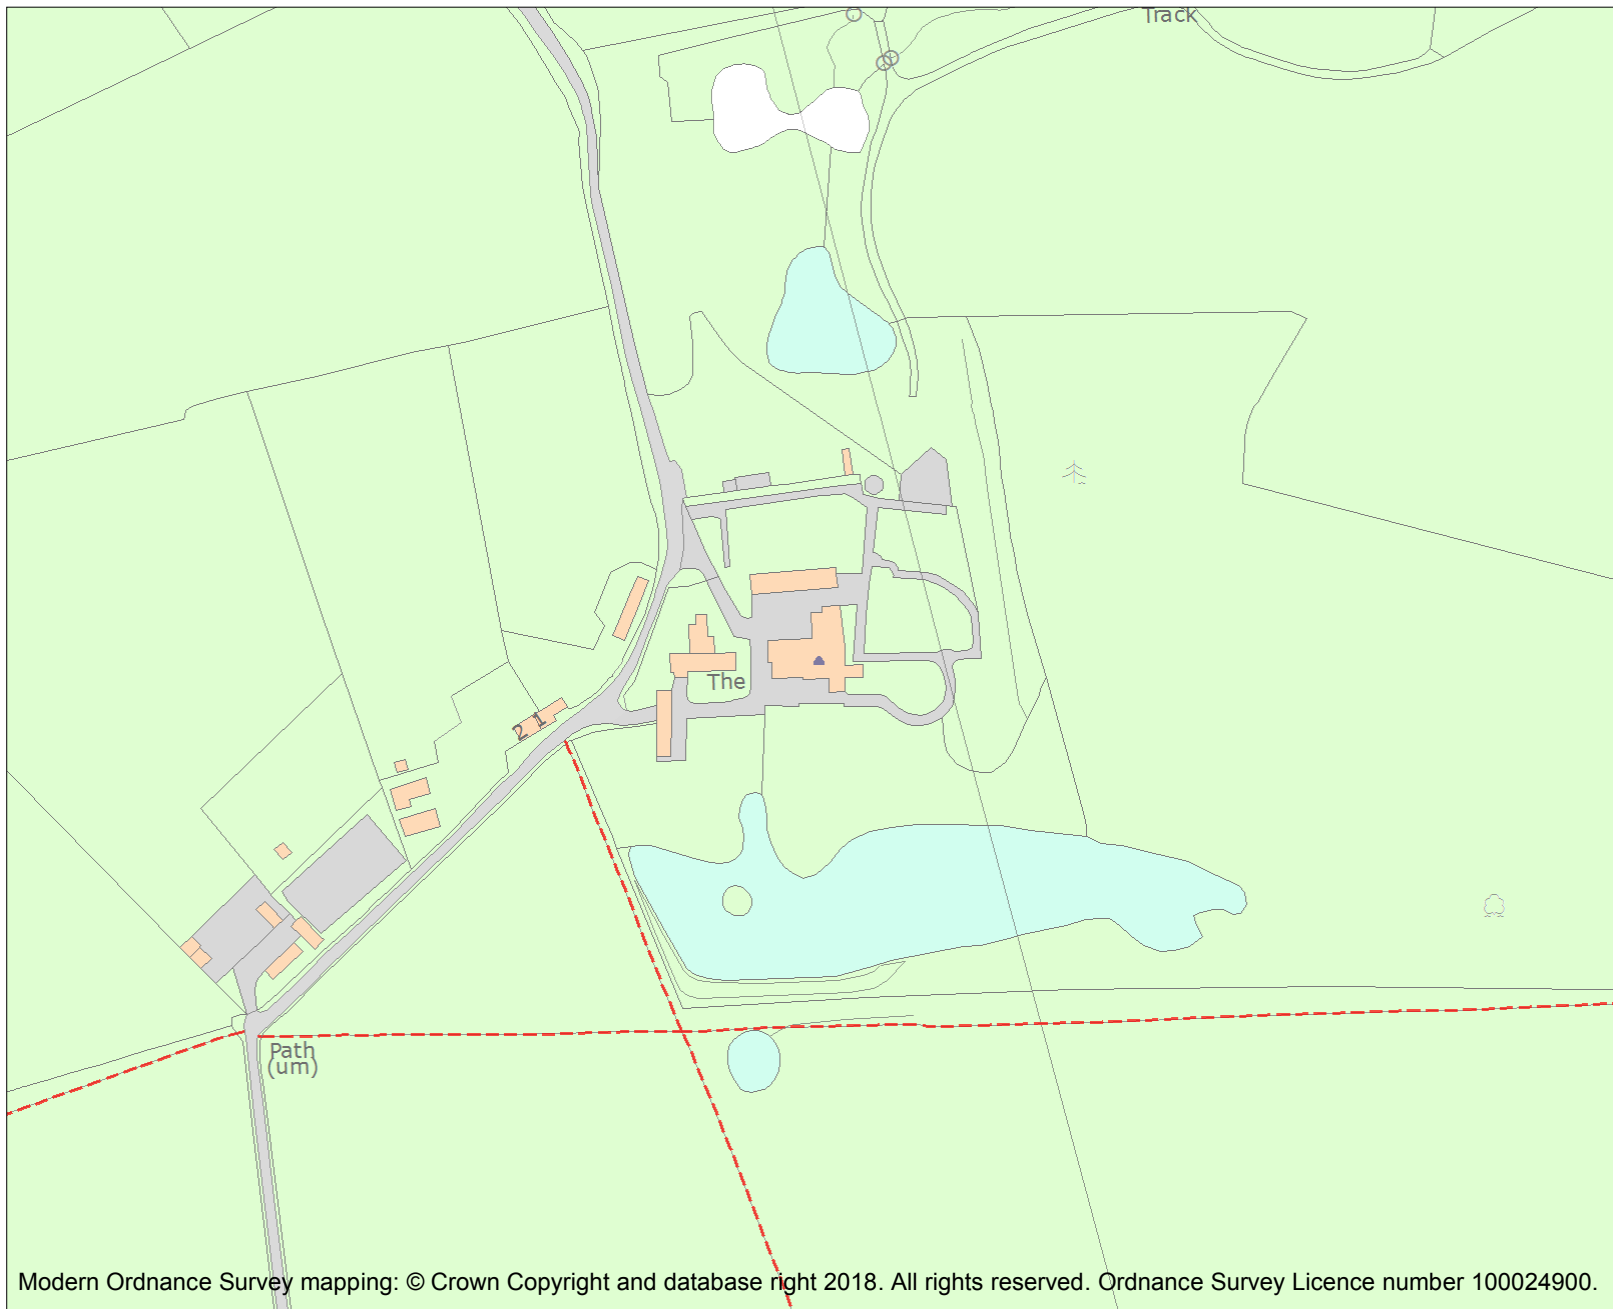 Track
The
2 1
Path
(um)
Modern Ordnance Survey mapping: © Crown Copyright and database right 2018. All rights reserved. Ordnance Survey Licence number 100024900.